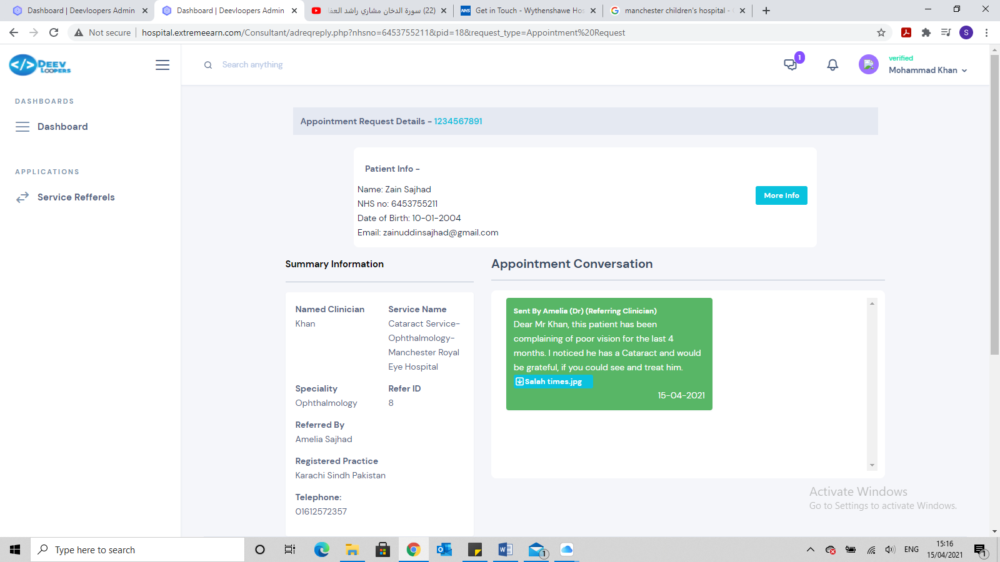 Dashboard | Deevloopers Admin
Dashboard | Deevloopers Admin
(22) سورة الدخان مشاري راشد العفا
NHS
Get in Touch - Wythenshawe Hos
manchester children's hospital -
Not secure
hospital.extremeearn.com/Consultant/adreqreply.php?nhsno=6453755211&pid=18&request_type=Appointment%20Request
S
DEEV
LOOPERS
Search anything
1
verified
Mohammad Khan
DASHBOARDS
Dashboard
APPLICATIONS
Service Refferels
Appointment Request Details - 1234567891
Patient Info -
Name: Zain Sajhad
NHS no: 6453755211
Date of Birth: 10-01-2004
Email: zainuddinsajhad@gmail.com
More Info
Summary Information
Named Clinician
Khan
Service Name
Cataract Service-
Ophthalmology-
Manchester Royal
Eye Hospital
Speciality
Ophthalmology
Refer ID
8
Referred By
Amelia Sajhad
Registered Practice
Karachi Sindh Pakistan
Telephone:
01612572357
Appointment Conversation
Sent By Amelia (Dr) (Referring Clinician)
Dear Mr Khan, this patient has been
complaining of poor vision for the last 4
months. I noticed he has a Cataract and would
be grateful, if you could see and treat him.
Salah times.jpg
15-04-2021
Activate Windows
Go to Settings to activate Windows.
Type here to search
1
ENG
15:16
15/04/2021
1